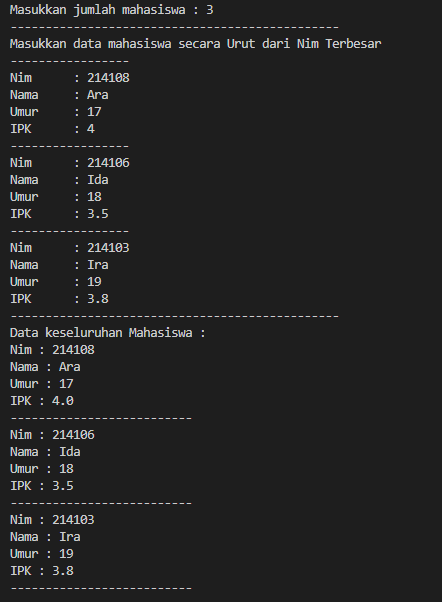 Masukkan jumlah mahasiswa : 3
------------------------------------------------
Masukkan data mahasiswa secara Urut dari Nim Terbesar
-----------------
Nim      : 214108
Nama     : Ara
Umur     : 17
IPK      : 4
-----------------
Nim      : 214106
Nama     : Ida
Umur     : 18
IPK      : 3.5
-----------------
Nim      : 214103
Nama     : Ira
Umur     : 19
IPK      : 3.8
------------------------------------------------
Data keseluruhan Mahasiswa :
Nim : 214108
Nama : Ara
Umur : 17
IPK : 4.0
--------------------------
Nim : 214106
Nama : Ida
Umur : 18
IPK : 3.5
--------------------------
Nim : 214103
Nama : Ira
Umur : 19
IPK : 3.8
--------------------------